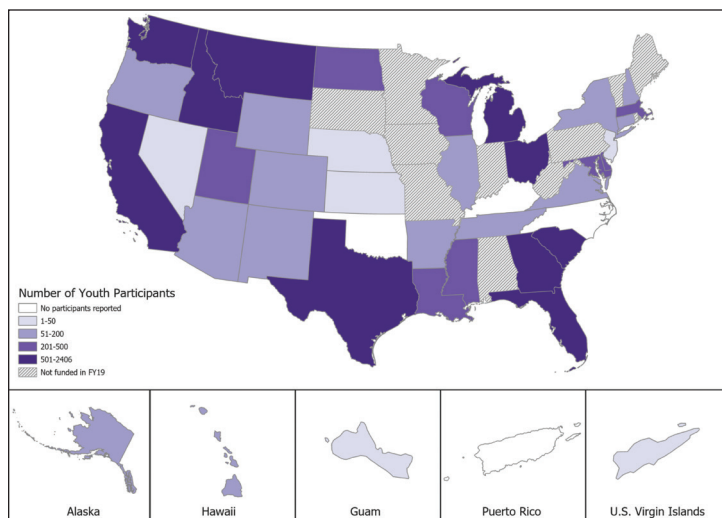 Number of Youth Participants
No participants reported
1-50
51-200
201-500
501-2406
Not funded in FY19
Alaska
Hawaii
Guam
Puerto Rico
U.S. Virgin Islands